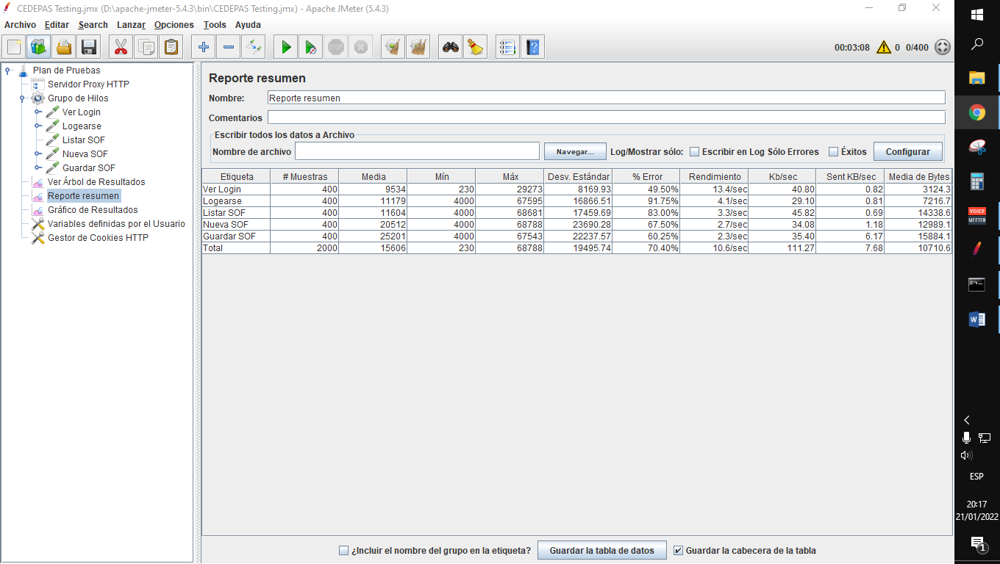 CEDEPAS Testing.jmx (D:\apache-jmeter-5.4.3\bin\CEDEPAS Testing.jmx) - Apache JMeter (5.4.3)
Archivo Editar Search Lanzar Opciones Tools Ayuda
STOP
00:03:08 0 0/400
Plan de Pruebas
Servidor Proxy HTTP
Grupo de Hilos
Ver Login
Logearse
Listar SOF
Nueva SOF
Guardar SOF
Ver Árbol de Resultados
Reporte resumen
Gráfico de Resultados
Variables definidas por el Usuario
Gestor de Cookies HTTP
Reporte resumen
Nombre: Reporte resumen
Comentarios
Escribir todos los datos a Archivo
Nombre de archivo Navegar... Log/Mostrar sólo: Escribir en Log Sólo Errores Éxitos Configurar
Etiqueta # Muestras Media Mín Máx Desv. Estándar % Error Rendimiento Kb/sec Sent KB/sec Media de Bytes
Ver Login 400 9534 230 29273 8169.93 49.50% 13.4/sec 40.80 0.82 3124.3
Logearse 400 11179 4000 67595 16866.51 91.75% 4.1/sec 29.10 0.81 7216.7
Listar SOF 400 11604 4000 68681 17459.69 83.00% 3.3/sec 45.82 0.69 14338.6
Nueva SOF 400 20512 4000 68788 23690.28 67.50% 2.7/sec 34.08 1.18 12989.1
Guardar SOF 400 25201 4000 67543 22237.57 60.25% 2.3/sec 35.40 6.17 15884.1
Total 2000 15606 230 68788 19495.74 70.40% 10.6/sec 111.27 7.68 10710.6
¿Incluir el nombre del grupo en la etiqueta? Guardar la tabla de datos Guardar la cabecera de la tabla
VOICE
MEETER
W
ESP
20:17
21/01/2022
1